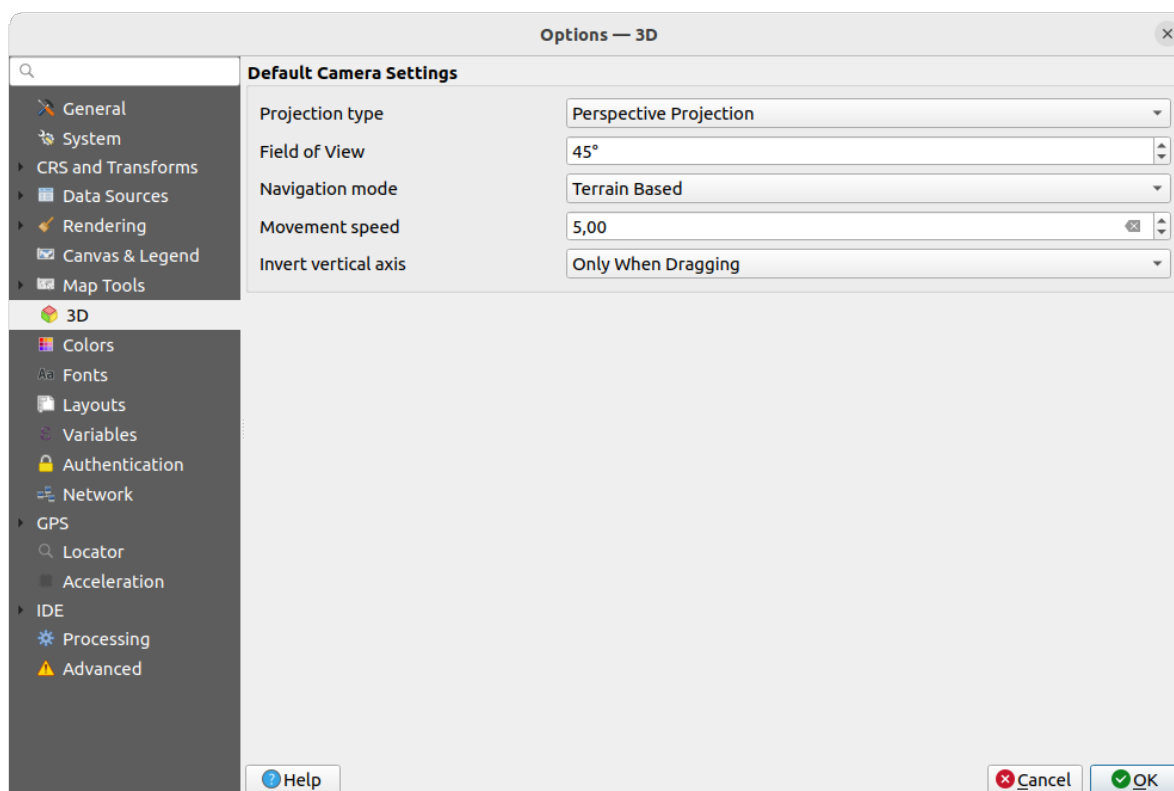 Options — 3D
Default Camera Settings
General
System
CRS and Transforms
Data Sources
Rendering
Canvas & Legend
Map Tools
3D
Colors
Aa Fonts
Layouts
Variables
Authentication
Network
GPS
Locator
Acceleration
IDE
Processing
Advanced
Projection type Perspective Projection
Field of View 45°
Navigation mode Terrain Based
Movement speed 5,00
Invert vertical axis Only When Dragging
? Help
Cancel
OK